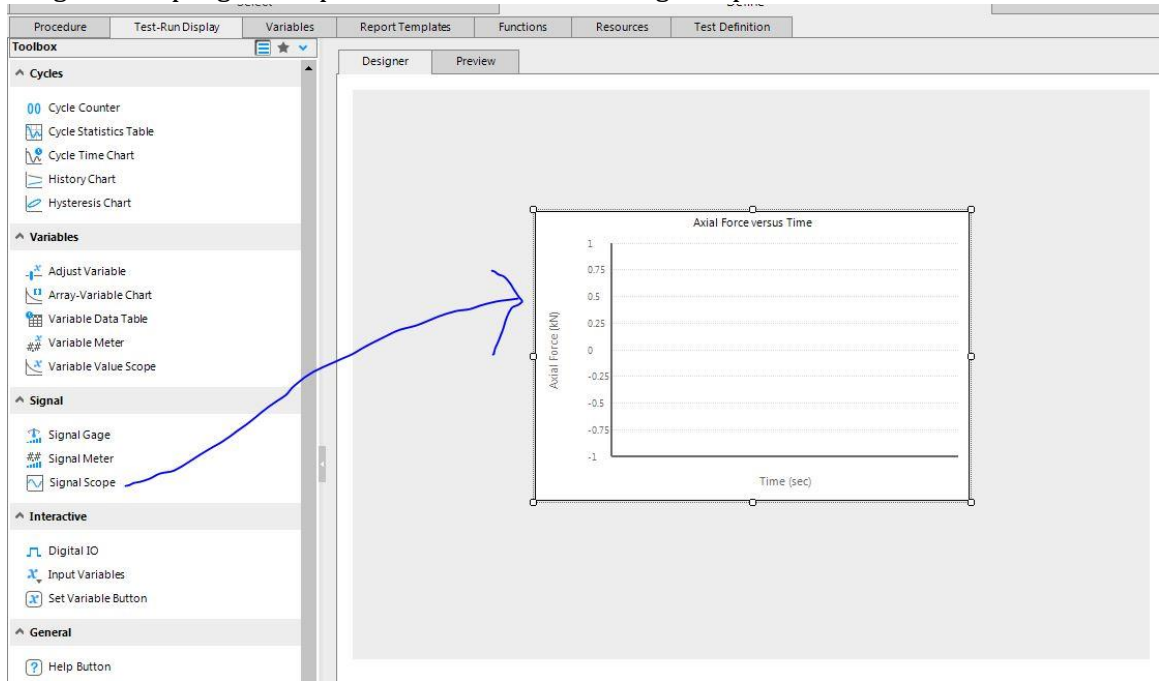 Procedure Test-Run Display Variables Report Templates Functions Resources Test Definition
Toolbox
Designer Preview
Cycles
Cycle Counter
Cycle Statistics Table
Cycle Time Chart
History Chart
Hysteresis Chart
Variables
Adjust Variable
Array-Variable Chart
Variable Data Table
Variable Meter
Variable Value Scope
Signal
Signal Gage
Signal Meter
Signal Scope
Interactive
Digital IO
Input Variables
Set Variable Button
General
Help Button
Axial Force versus Time
1
0.75
0.5
0.25
0
-0.25
-0.5
-0.75
-1
Axial Force (kN)
Time (sec)